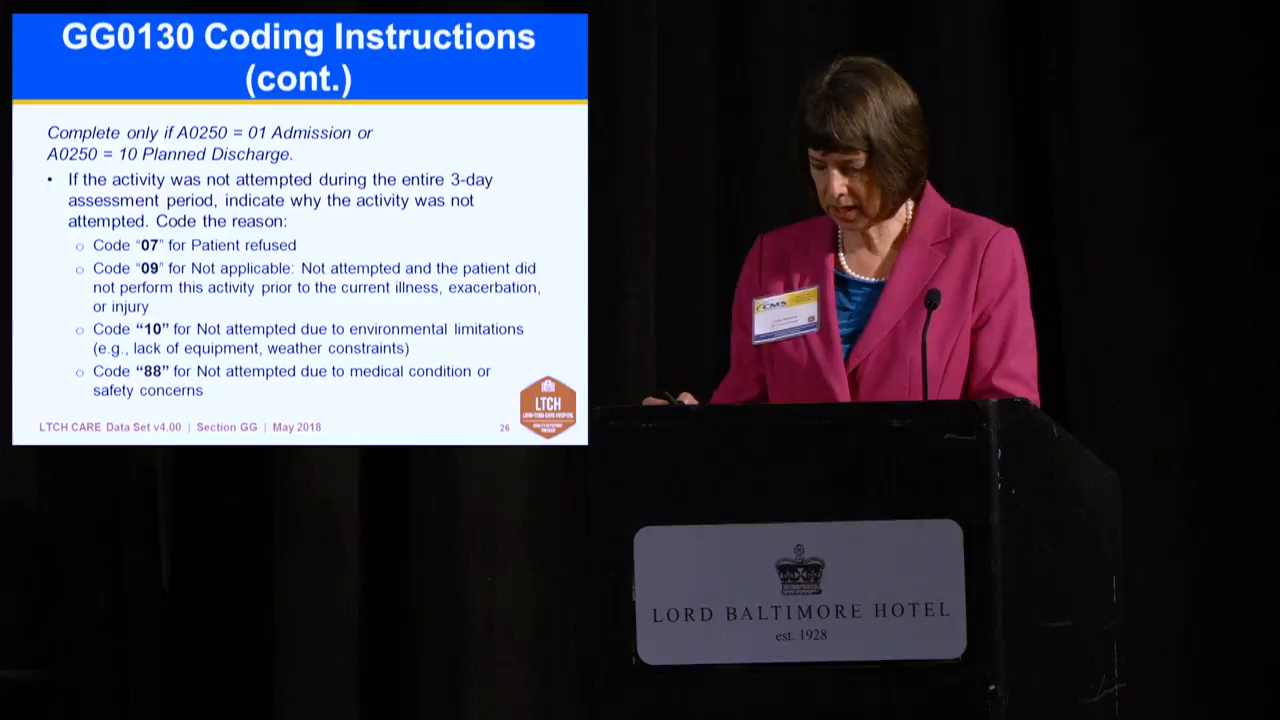 GG0130 Coding Instructions
(cont.)
Complete only if A0250 = 01 Admission or
A0250 = 10 Planned Discharge.
• If the activity was not attempted during the entire 3-day
assessment period, indicate why the activity was not
attempted. Code the reason:
○ Code “07” for Patient refused
○ Code “09” for Not applicable: Not attempted and the patient did
not perform this activity prior to the current illness, exacerbation,
or injury
○ Code “10” for Not attempted due to environmental limitations
(e.g., lack of equipment, weather constraints)
○ Code “88” for Not attempted due to medical condition or
safety concerns
LTCH
LONG-TERM CARE HOSPITAL
LTCH CARE Data Set v4.00 | Section GG | May 2018
26
CMS
LORD BALTIMORE HOTEL
est. 1928